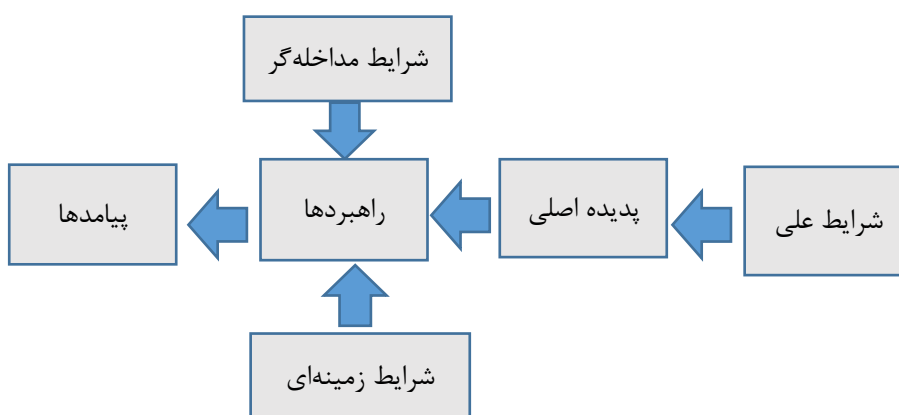 شرایط مداخله‌گر
شرایط علی
پدیده اصلی
راهبردها
پیامدها
شرایط زمینه‌ای